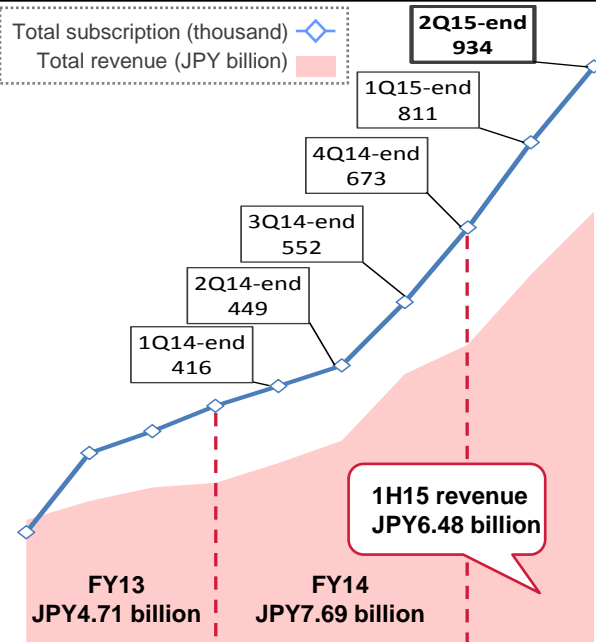 Total subscription (thousand)
Total revenue (JPY billion)
2Q15-end
934
1Q15-end
811
4Q14-end
673
3Q14-end
552
2Q14-end
449
1Q14-end
416
1H15 revenue
JPY6.48 billion
FY13
JPY4.71 billion
FY14
JPY7.69 billion